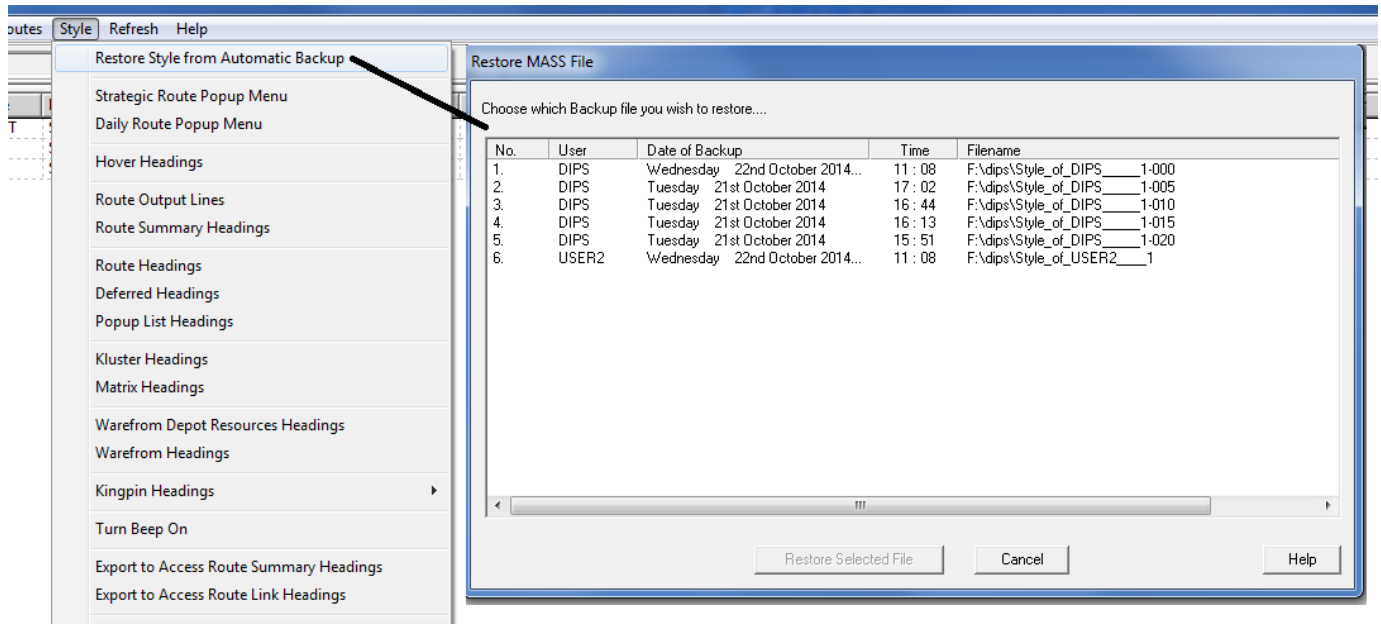 outes Style Refresh Help
Restore Style from Automatic Backup
Strategic Route Popup Menu
Daily Route Popup Menu
Hover Headings
Route Output Lines
Route Summary Headings
Route Headings
Deferred Headings
Popup List Headings
Kluster Headings
Matrix Headings
Warefrom Depot Resources Headings
Warefrom Headings
Kingpin Headings
Turn Beep On
Export to Access Route Summary Headings
Export to Access Route Link Headings
Restore MASS File
Choose which Backup file you wish to restore....
No. User Date of Backup Time Filename
1. DIPS Wednesday 22nd October 2014... 11 : 08 F:\dips\Style_of_DIPS_____1-000
2. DIPS Tuesday 21st October 2014 17 : 02 F:\dips\Style_of_DIPS_____1-005
3. DIPS Tuesday 21st October 2014 16 : 44 F:\dips\Style_of_DIPS_____1-010
4. DIPS Tuesday 21st October 2014 16 : 13 F:\dips\Style_of_DIPS_____1-015
5. DIPS Tuesday 21st October 2014 15 : 51 F:\dips\Style_of_DIPS_____1-020
6. USER2 Wednesday 22nd October 2014... 11 : 08 F:\dips\Style_of_USER2____1
Restore Selected File Cancel Help